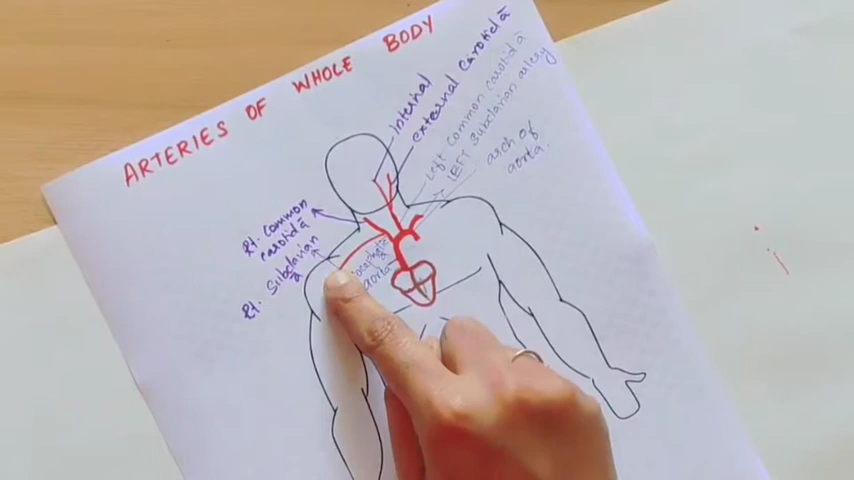 ARTERIES OF WHOLE BODY
Internal
external carotid a
left common carotid a
LEFT subclavian artery
arch of
aorta.
Rt. common
carotid a
Rt. Subclavian
a
aorta